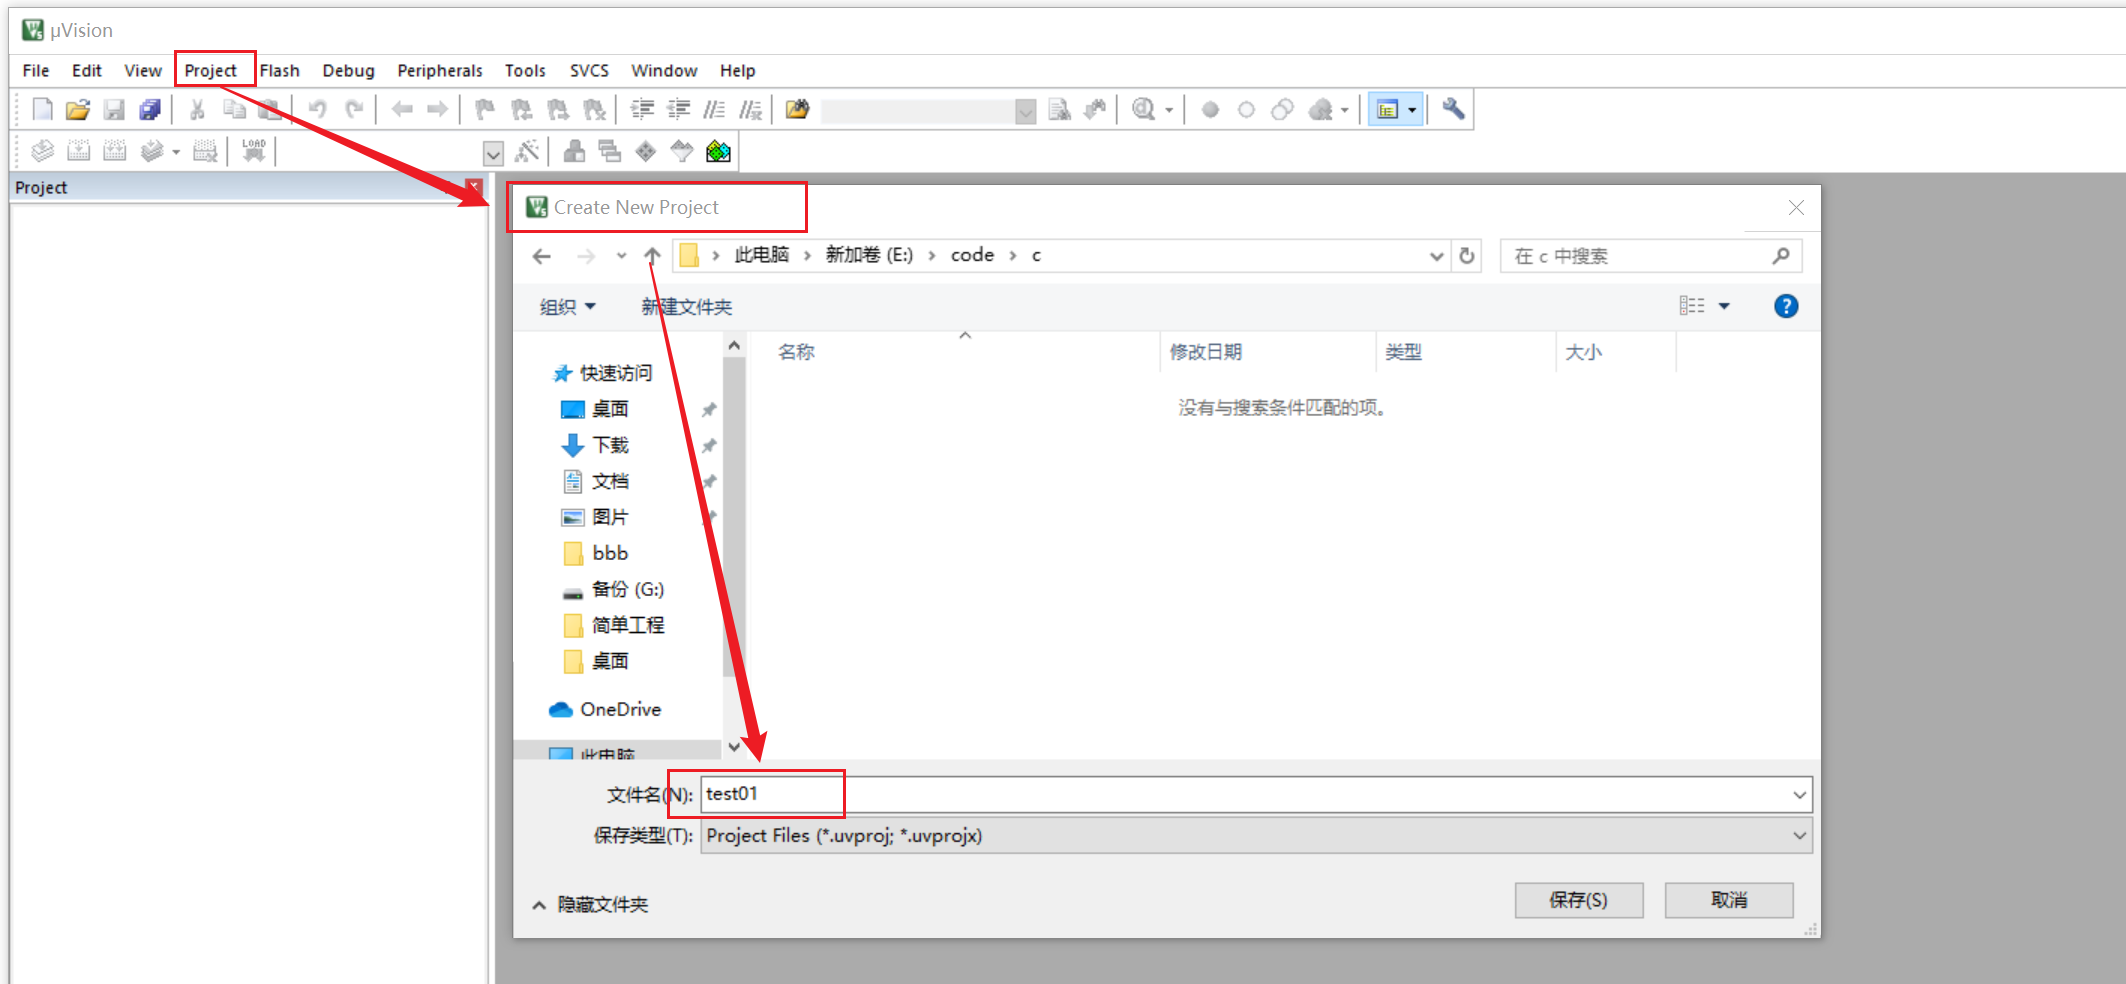 µVision
File Edit View Project Flash Debug Peripherals Tools SVCS Window Help
LOAD
Project
Create New Project
此电脑 › 新加卷 (E:) › code › c
在 c 中搜索
组织 新建文件夹
名称 修改日期 类型 大小
没有与搜索条件匹配的项。
快速访问
桌面
下载
文档
图片
bbb
备份 (G:)
简单工程
桌面
OneDrive
此电脑
文件名(N): test01
保存类型(T): Project Files (*.uvproj; *.uvprojx)
隐藏文件夹
保存(S) 取消